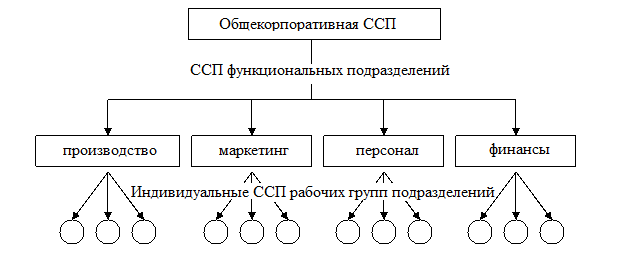 Общекорпоративная ССП
ССП функциональных подразделений
производство
маркетинг
персонал
финансы
Индивидуальные ССП рабочих групп подразделений